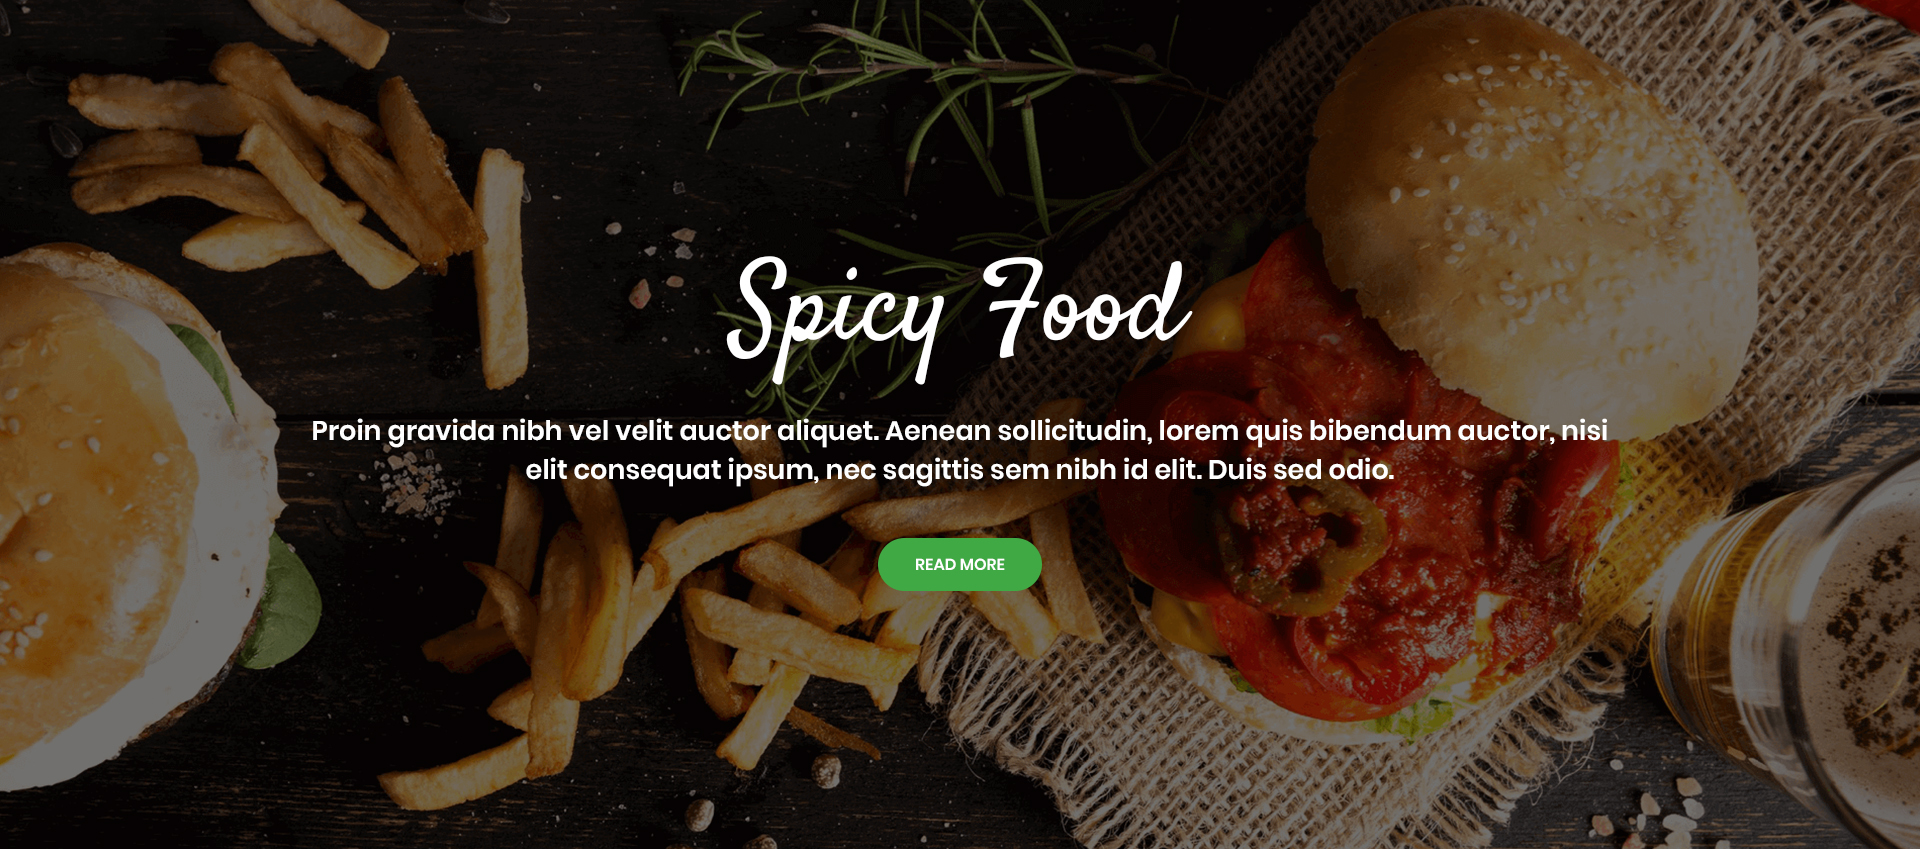 Spicy Food
Proin gravida nibh vel velit auctor aliquet. Aenean sollicitudin, lorem quis bibendum auctor, nisi
elit consequat ipsum, nec sagittis sem nibh id elit. Duis sed odio.
READ MORE